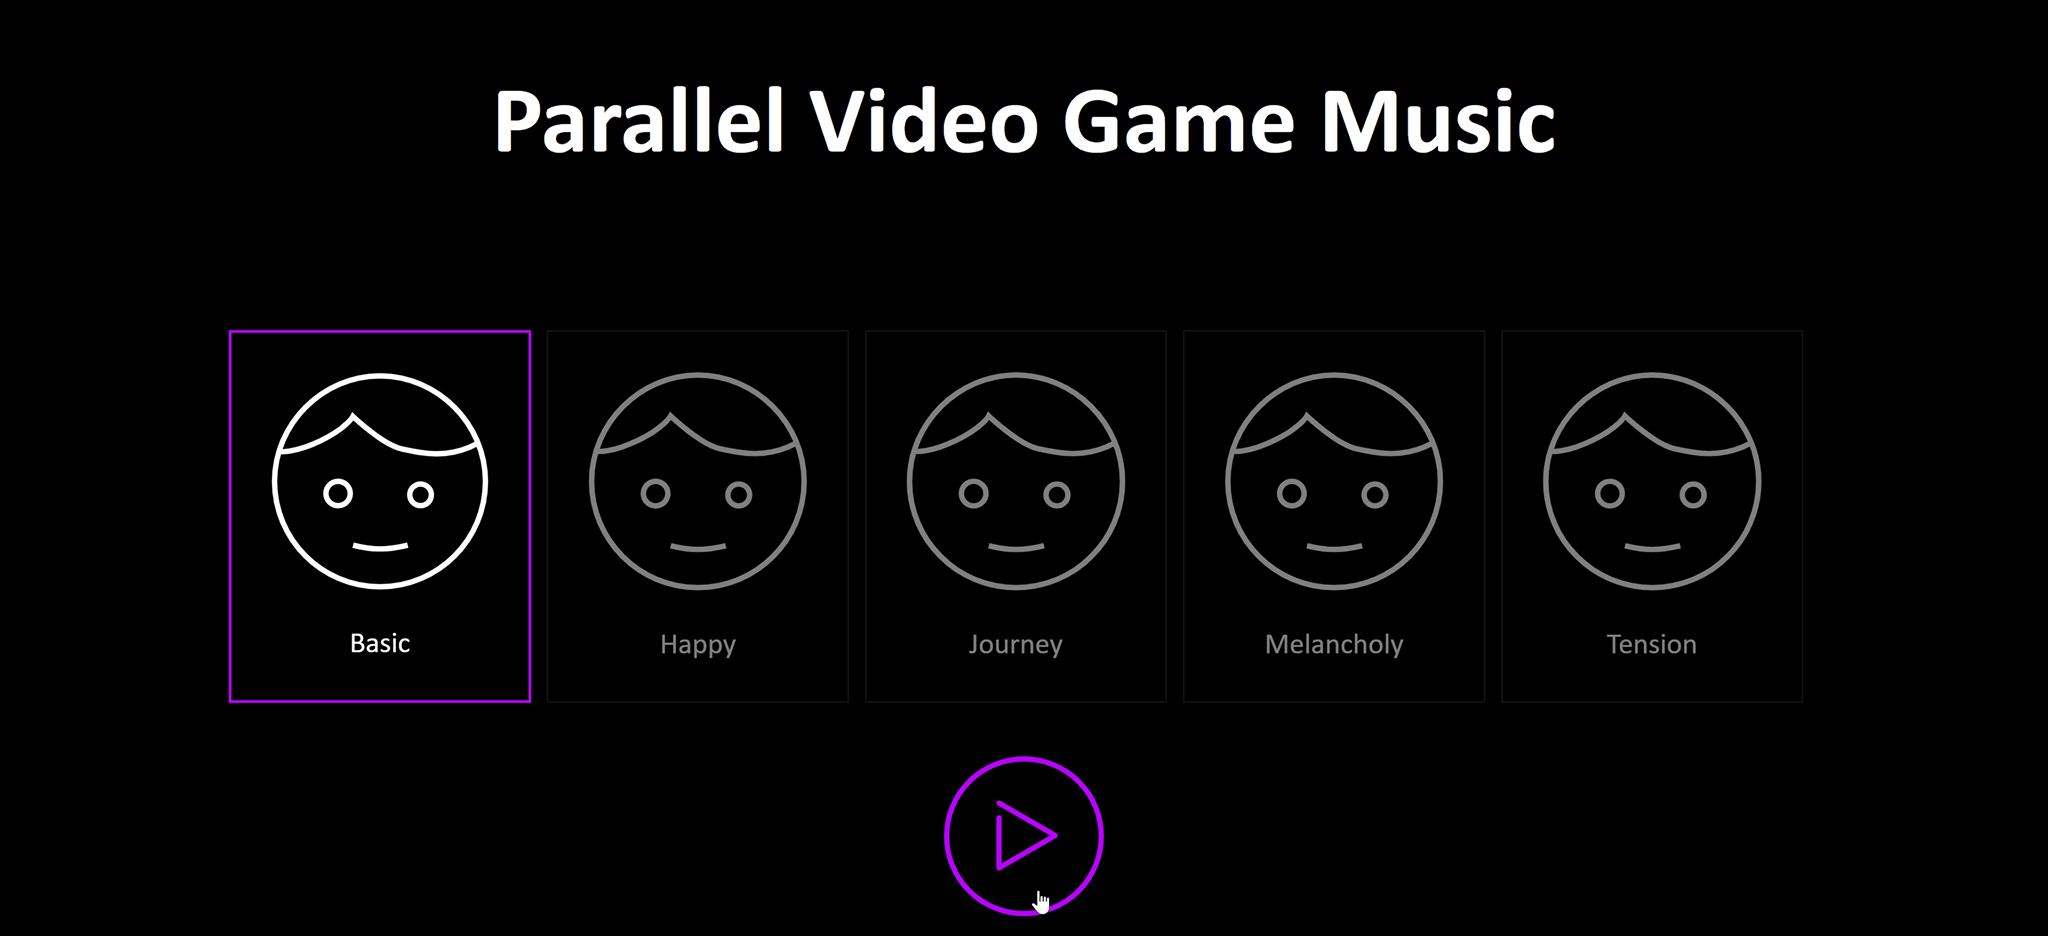 Parallel Video Game Music
Basic
Happy
Journey
Melancholy
Tension